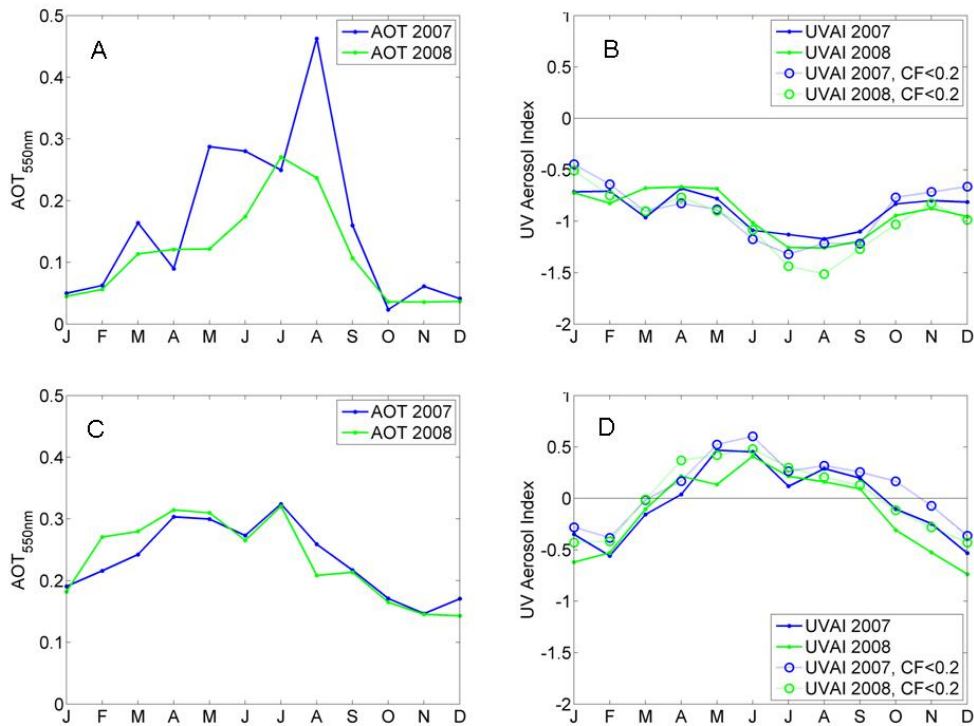 A
AOT 2007
AOT 2008
AOT550nm
0.5
0.4
0.3
0.2
0.1
0
J F M A M J J A S O N D
B
UVAI 2007
UVAI 2008
UVAI 2007, CF<0.2
UVAI 2008, CF<0.2
UV Aerosol Index
1
0.5
0
-0.5
-1
-1.5
-2
J F M A M J J A S O N D
C
AOT 2007
AOT 2008
AOT550nm
0.5
0.4
0.3
0.2
0.1
0
J F M A M J J A S O N D
D
UV Aerosol Index
1
0.5
0
-0.5
-1
-1.5
-2
UVAI 2007
UVAI 2008
UVAI 2007, CF<0.2
UVAI 2008, CF<0.2
J F M A M J J A S O N D